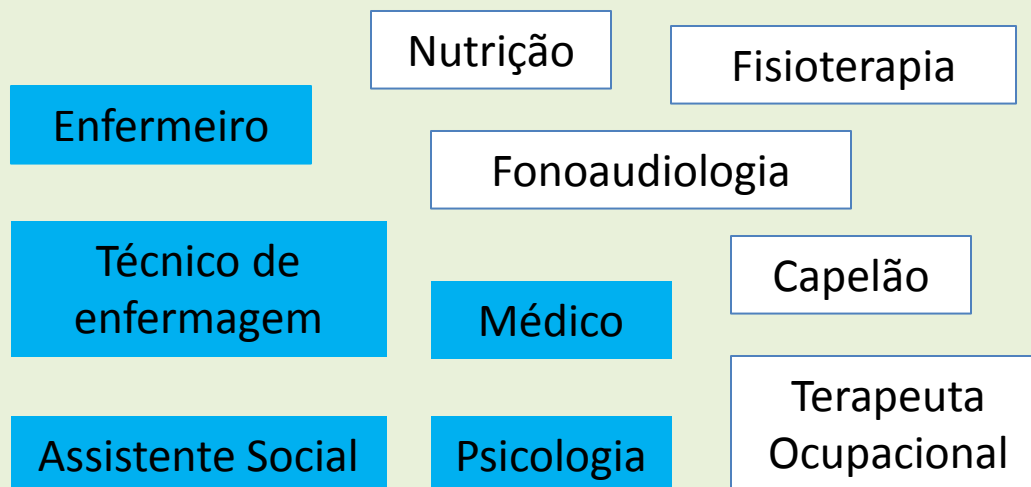 Nutrição
Fisioterapia
Enfermeiro
Fonoaudiologia
Técnico de
enfermagem
Capelão
Médico
Terapeuta
Ocupacional
Assistente Social
Psicologia